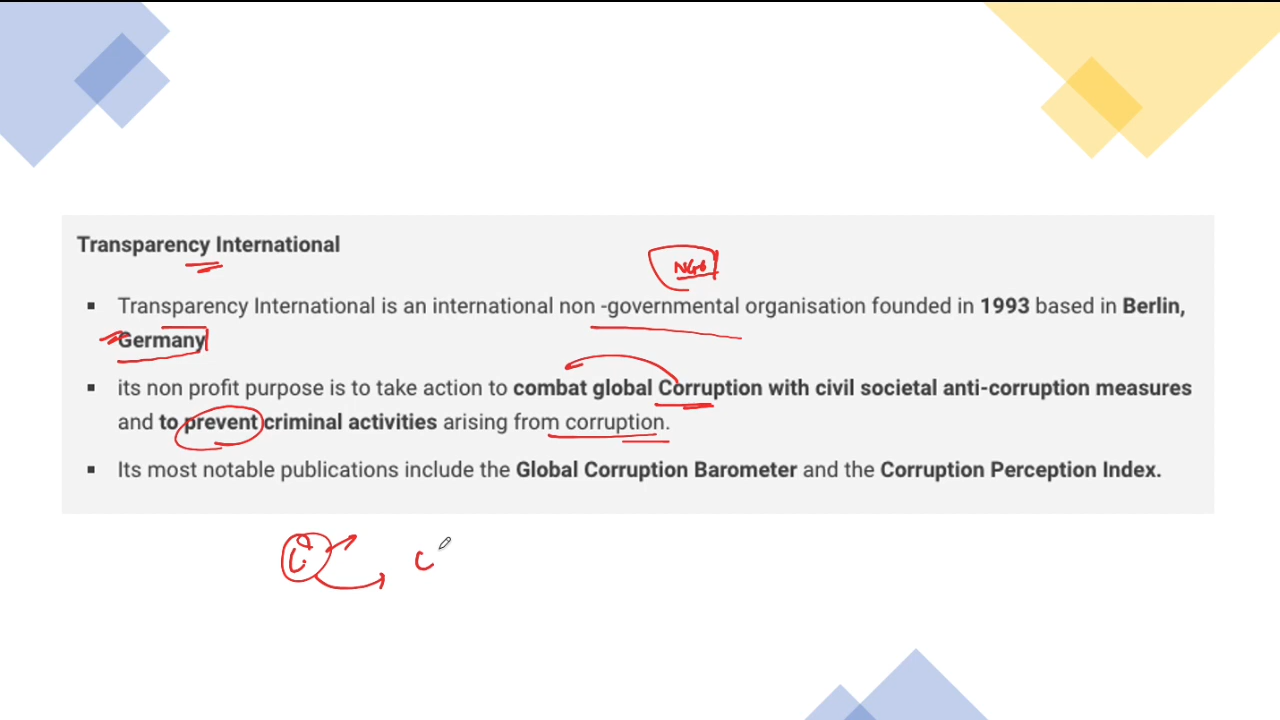 Transparency International
NGO
▪ Transparency International is an international non -governmental organisation founded in 1993 based in Berlin,
Germany
▪ its non profit purpose is to take action to combat global Corruption with civil societal anti-corruption measures
and to prevent criminal activities arising from corruption.
▪ Its most notable publications include the Global Corruption Barometer and the Corruption Perception Index.